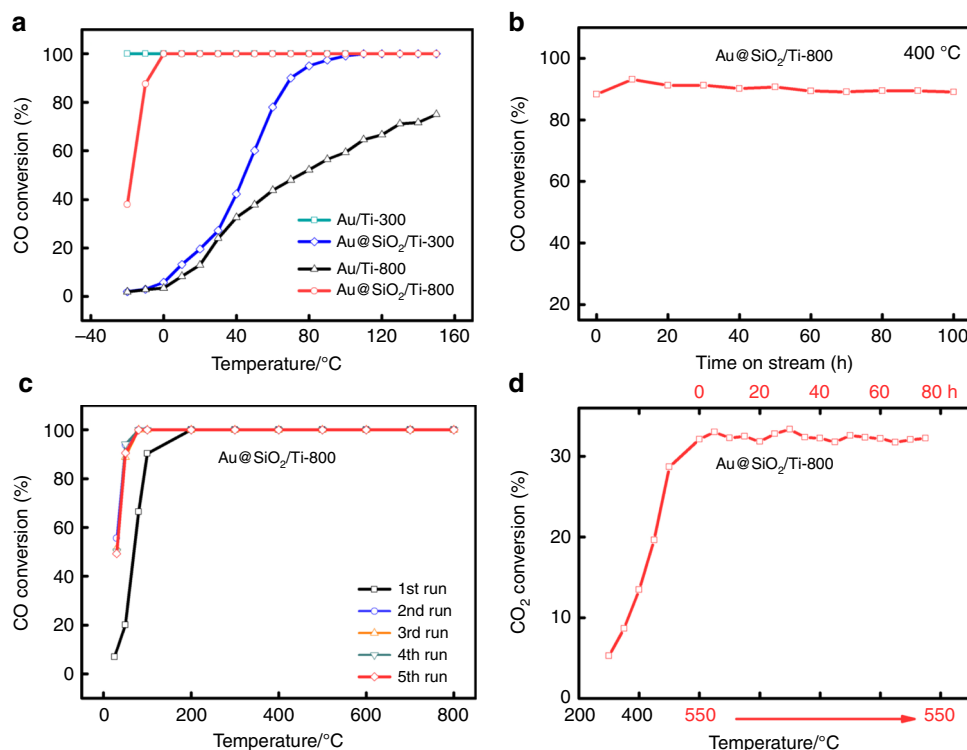 a
CO conversion (%)
100
80
60
40
20
0
Au/Ti-300
Au@SiO₂/Ti-300
Au/Ti-800
Au@SiO₂/Ti-800
–40 0 40 80 120 160
Temperature/°C
b
CO conversion (%)
100
80
60
40
20
Au@SiO₂/Ti-800 400 °C
0 20 40 60 80 100
Time on stream (h)
c
CO conversion (%)
100
80
60
40
20
0
Au@SiO₂/Ti-800
1st run
2nd run
3rd run
4th run
5th run
0 200 400 600 800
Temperature/°C
d
0 20 40 60 80 h
CO₂ conversion (%)
30
20
10
0
Au@SiO₂/Ti-800
200 400 550 550
Temperature/°C